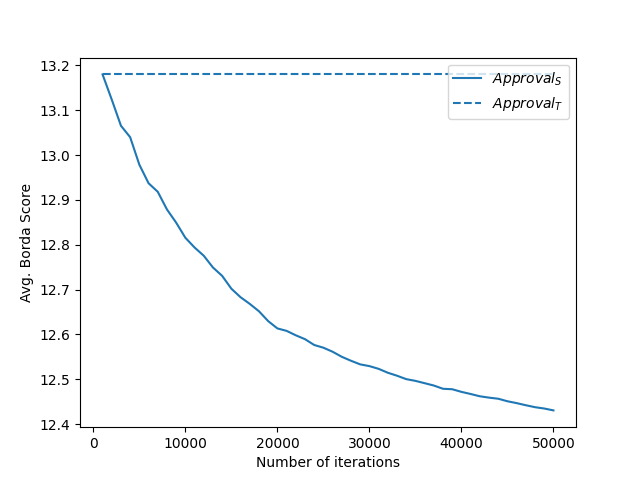 13.2
13.1
13.0
12.9
12.8
12.7
12.6
12.5
12.4
Avg. Borda Score
0 10000 20000 30000 40000 50000
Number of iterations
Approval_S
Approval_T